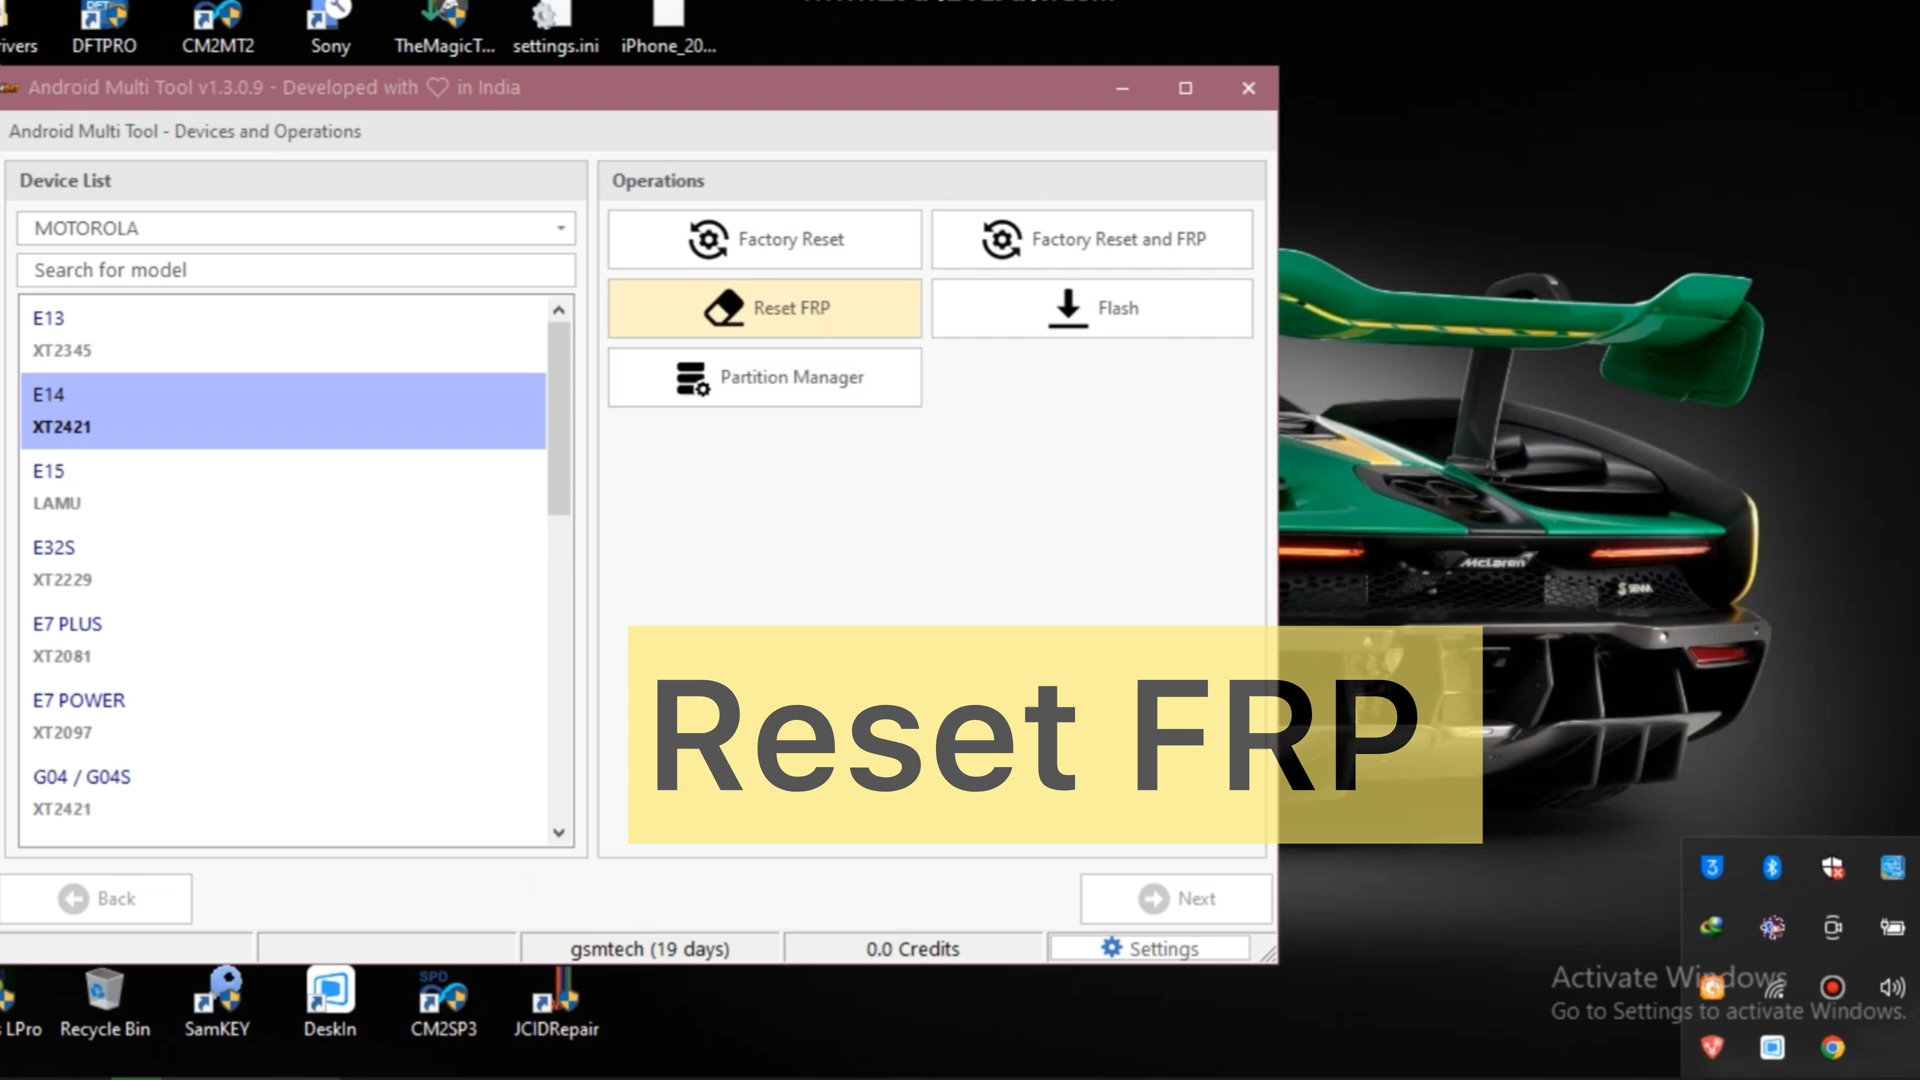 DFTPRO
CM2MT2
Sony
TheMagicT...
settings.ini
iPhone_20...
Android Multi Tool v1.3.0.9 - Developed with ♡ in India
Android Multi Tool - Devices and Operations
Device List
MOTOROLA
Search for model
E13
XT2345
E14
XT2421
E15
LAMU
E32S
XT2229
E7 PLUS
XT2081
E7 POWER
XT2097
G04 / G04S
XT2421
Operations
Factory Reset
Factory Reset and FRP
Reset FRP
Flash
Partition Manager
McLaren
SENNA
Reset FRP
Back
Next
gsmtech (19 days)
0.0 Credits
Settings
LPro
Recycle Bin
SamKEY
DeskIn
SPD
CM2SP3
JCIDRepair
3
Activate Windows
Go to Settings to activate Windows.